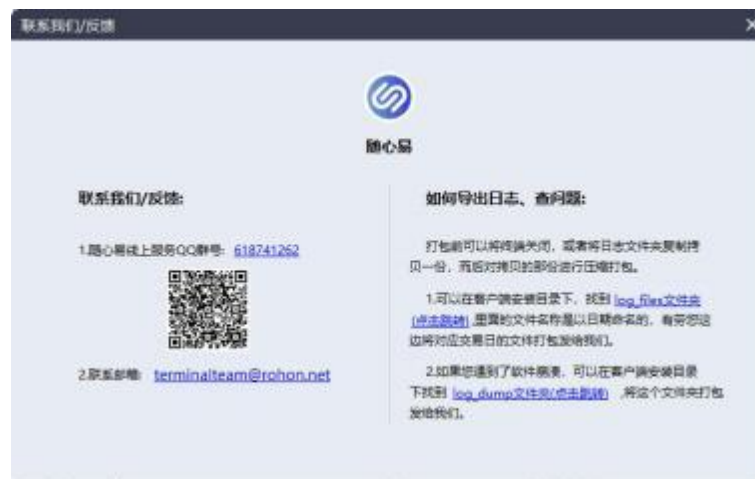 联系我们/反馈
随心易
联系我们/反馈:
1.随心易线上服务QQ群号: 618741262
2.联系邮箱: terminalteam@rohon.net
如何导出日志、查问题:
打包前可以将终端关闭，或者将日志文件夹复制拷
贝一份，而后对拷贝的部份进行压缩打包。
1.可以在客户端安装目录下，找到 log_files文件夹
(点击跳转) ,里面的文件名称是以日期命名的，有劳您这
边将对应交易日的文件打包发给我们。
2.如果您遇到了软件崩溃，可以在客户端安装目录
下找到 log_dump文件夹(点击跳转) ,将这个文件夹打包
发给我们。